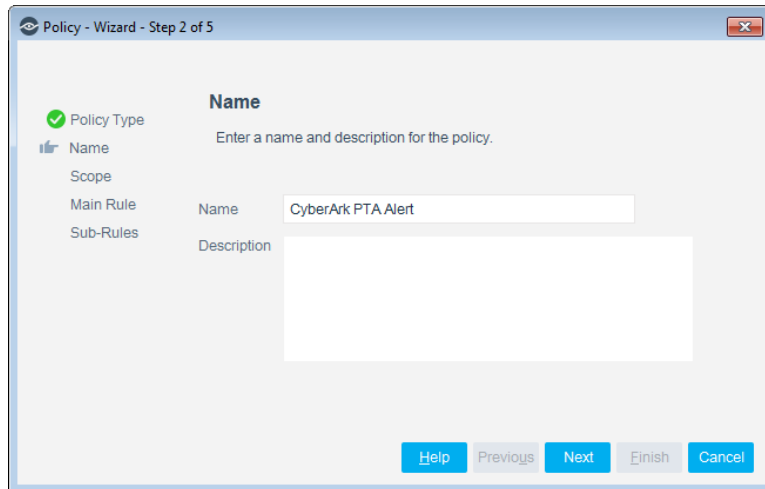 Policy - Wizard - Step 2 of 5
Policy Type
Name
Scope
Main Rule
Sub-Rules
Name
Enter a name and description for the policy.
Name CyberArk PTA Alert
Description
Help Previous Next Finish Cancel